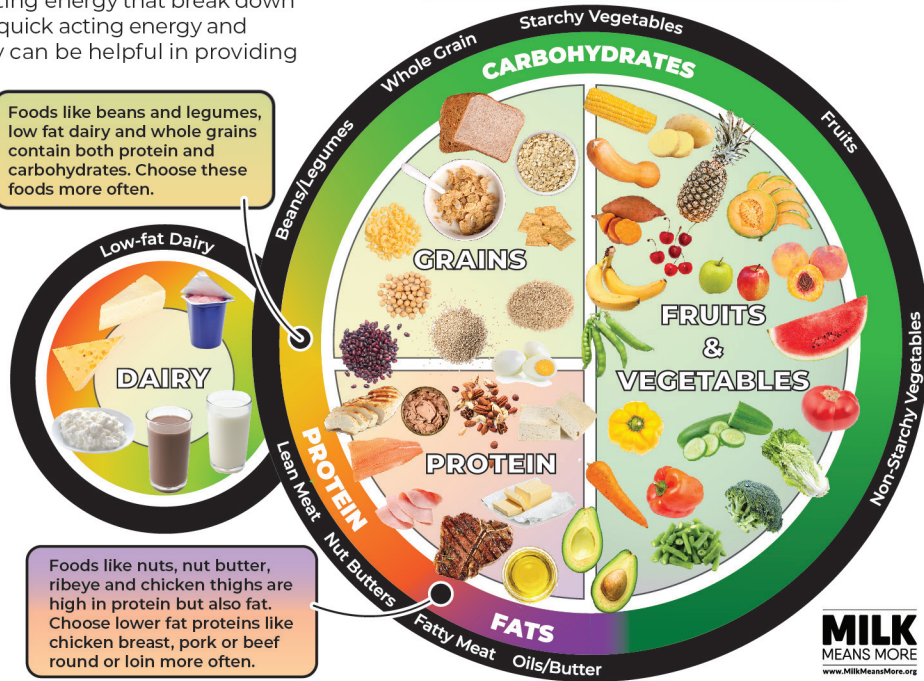 ting energy that break down
quick acting energy and
y can be helpful in providing
Foods like beans and legumes,
low fat dairy and whole grains
contain both protein and
carbohydrates. Choose these
foods more often.
Starchy Vegetables
Whole Grain
CARBOHYDRATES
Fruits
Beans/Legumes
Low-fat Dairy
GRAINS
FRUITS
&
VEGETABLES
DAIRY
Non-Starchy Vegetables
PROTEIN
PROTEIN
Lean Meat
Nut Butters
Foods like nuts, nut butter,
ribeye and chicken thighs are
high in protein but also fat.
Choose lower fat proteins like
chicken breast, pork or beef
round or loin more often.
FATS
Fatty Meat
Oils/Butter
MILK
MEANS MORE
www.MilkMeansMore.org